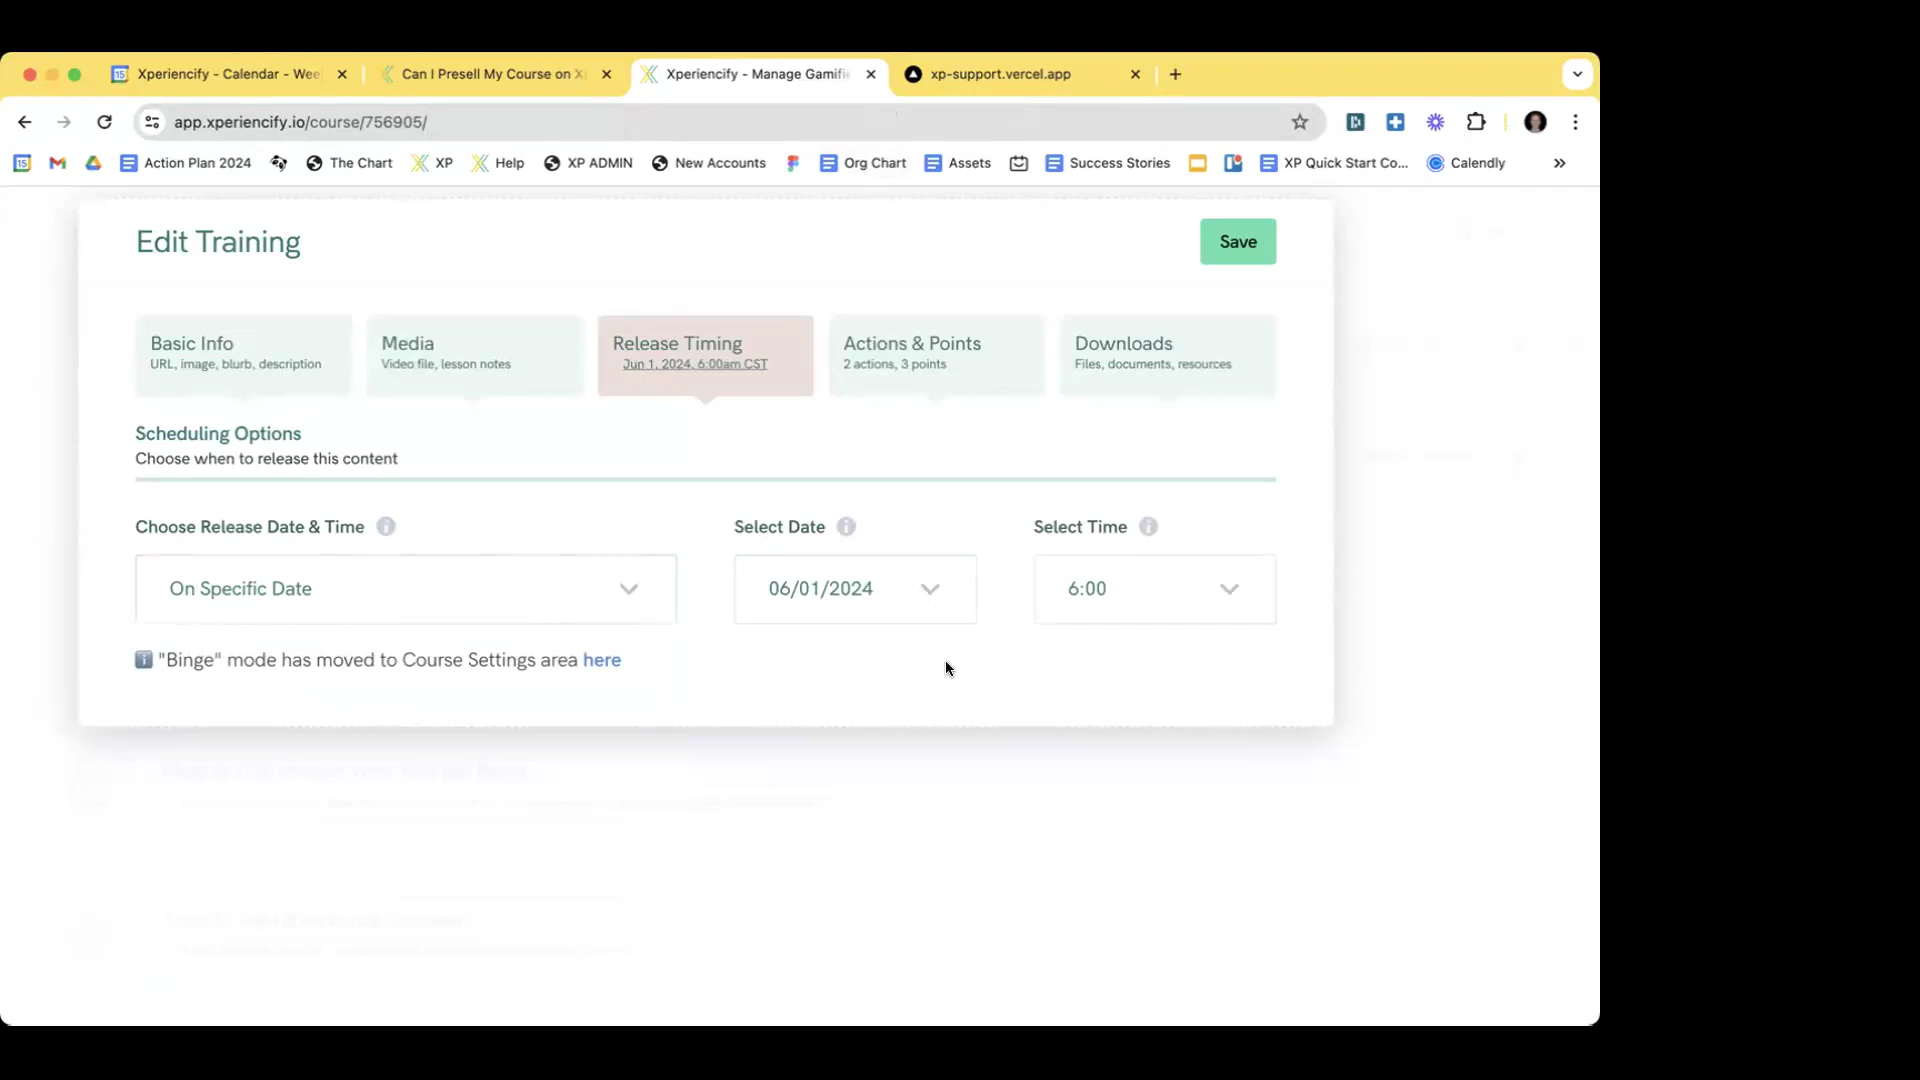 Xperiencify - Calendar - Wee
Can I Presell My Course on X
Xperiencify - Manage Gamifi
xp-support.vercel.app
app.xperiencify.io/course/756905/
15 Action Plan 2024 The Chart XP Help XP ADMIN New Accounts Org Chart Assets Success Stories XP Quick Start Co... Calendly »
Edit Training
Save
Basic Info
URL, image, blurb, description
Media
Video file, lesson notes
Release Timing
Jun 1, 2024, 6:00am CST
Actions & Points
2 actions, 3 points
Downloads
Files, documents, resources
Scheduling Options
Choose when to release this content
Choose Release Date & Time
Select Date
Select Time
On Specific Date
06/01/2024
6:00
"Binge" mode has moved to Course Settings area here